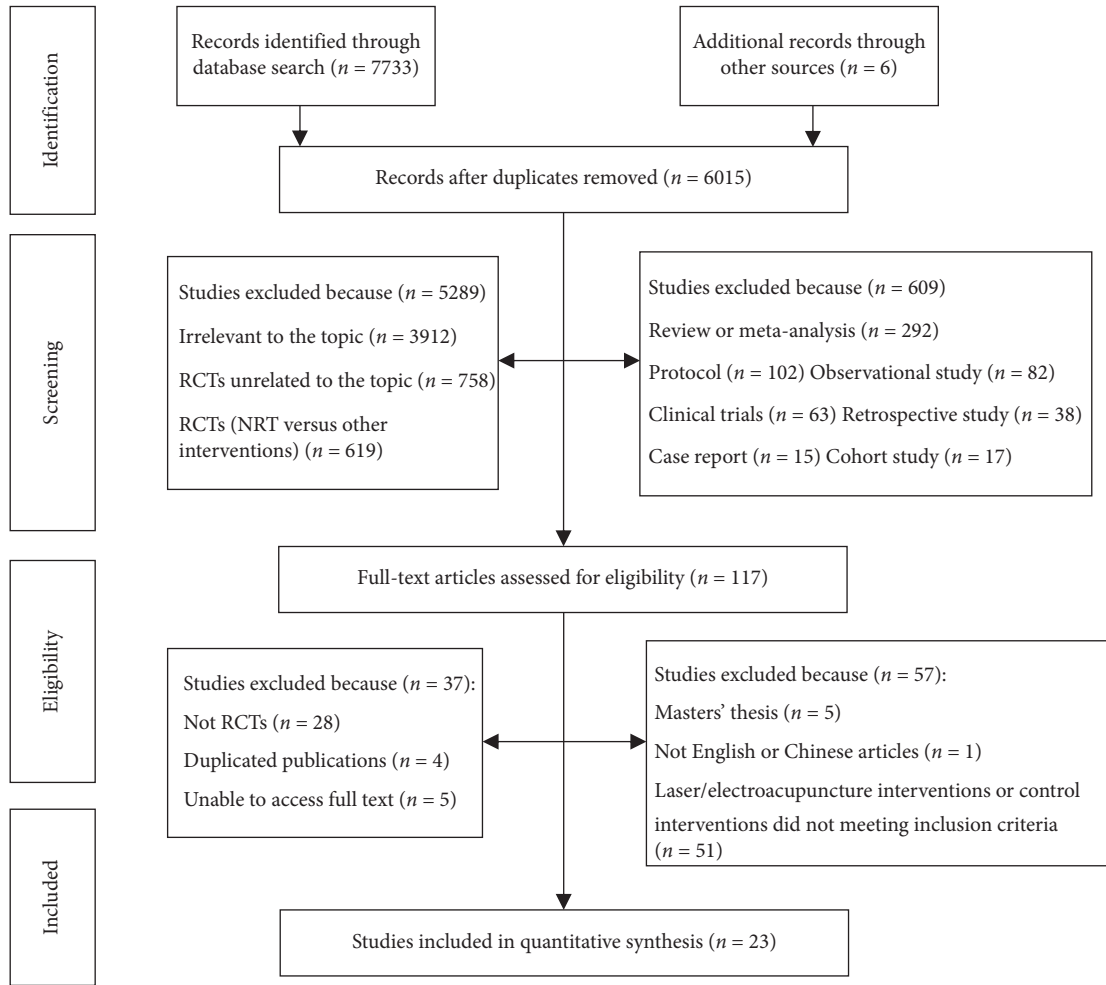 Identification
Records identified through
database search (n = 7733)
Additional records through
other sources (n = 6)
Records after duplicates removed (n = 6015)
Screening
Studies excluded because (n = 5289)
Irrelevant to the topic (n = 3912)
RCTs unrelated to the topic (n = 758)
RCTs (NRT versus other
interventions) (n = 619)
Studies excluded because (n = 609)
Review or meta-analysis (n = 292)
Protocol (n = 102) Observational study (n = 82)
Clinical trials (n = 63) Retrospective study (n = 38)
Case report (n = 15) Cohort study (n = 17)
Eligibility
Full-text articles assessed for eligibility (n = 117)
Studies excluded because (n = 37):
Not RCTs (n = 28)
Duplicated publications (n = 4)
Unable to access full text (n = 5)
Studies excluded because (n = 57):
Masters’ thesis (n = 5)
Not English or Chinese articles (n = 1)
Laser/electroacupuncture interventions or control
interventions did not meeting inclusion criteria
(n = 51)
Included
Studies included in quantitative synthesis (n = 23)